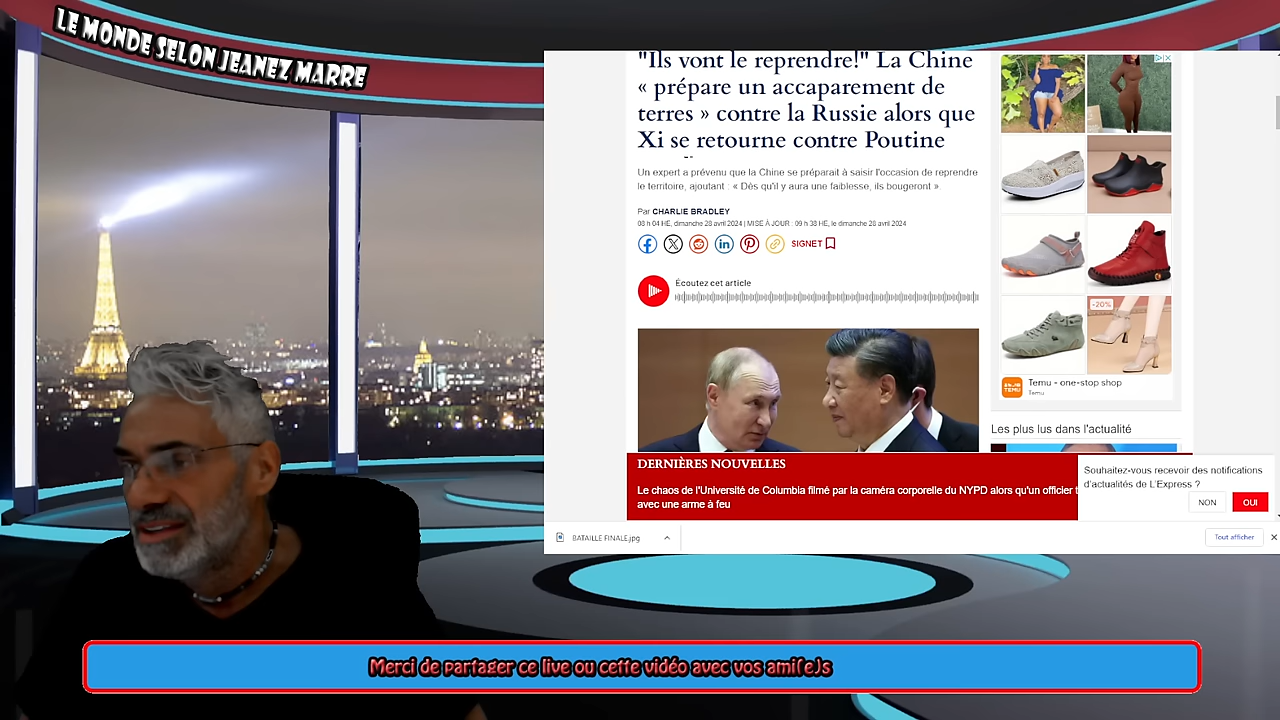 LE MONDE SELON JEANEZ MARRE
"Ils vont le reprendre!" La Chine
« prépare un accaparement de
terres » contre la Russie alors que
Xi se retourne contre Poutine
Un expert a prévenu que la Chine se préparait à saisir l'occasion de reprendre
le territoire, ajoutant : « Dès qu'il y aura une faiblesse, ils bougeront »
Par CHARLIE BRADLEY
08 h 04 HE, dimanche 28 avril 2024 | MISE À JOUR : 09 h 38 HE, le dimanche 28 avril 2024
SIGNET
Écoutez cet article
DERNIÈRES NOUVELLES
Le chaos de l'Université de Columbia filmé par la caméra corporelle du NYPD alors qu'un officier t
avec une arme à feu
-20%
TEMU
Temu - one-stop shop
Temu
Les plus lus dans l'actualité
Souhaitez-vous recevoir des notifications
d'actualités de L'Express ?
NON
OUI
BATAILLE FINALE.jpg
Tout afficher
Merci de partager ce live ou cette vidéo avec vos ami(e)s